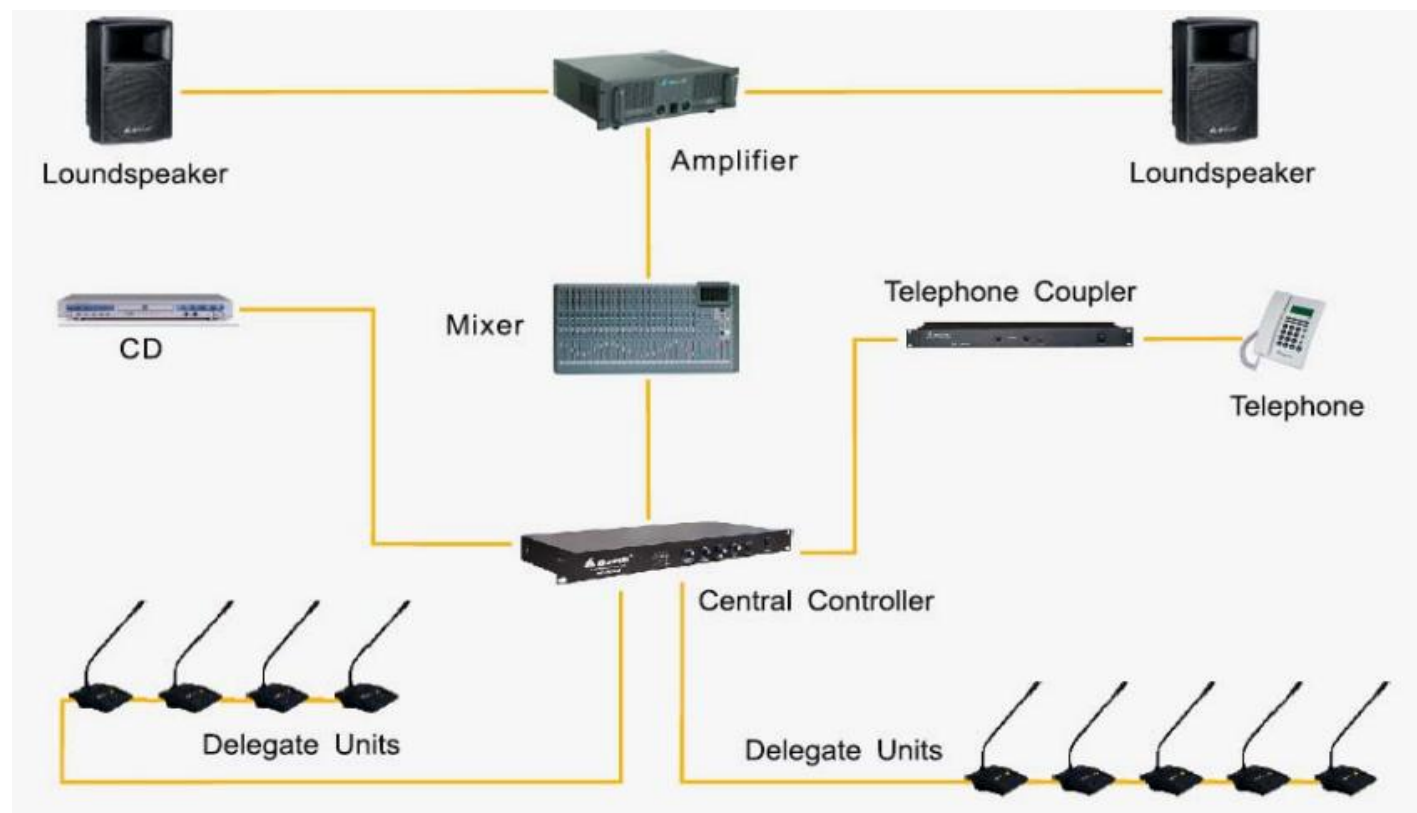 Loundspeaker
Amplifier
Loundspeaker
CD
Mixer
Telephone Coupler
Telephone
Central Controller
Delegate Units
Delegate Units